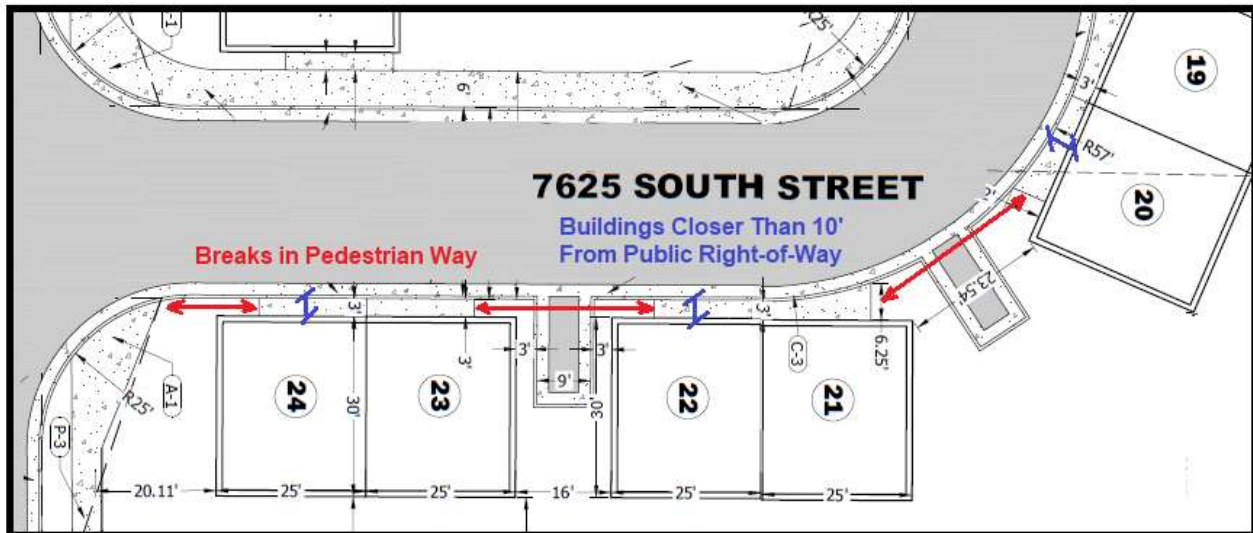 -1
R25'
6'
19
3'
R57'
20
7625 SOUTH STREET
Buildings Closer Than 10'
From Public Right-of-Way
Breaks in Pedestrian Way
23.54'
3'
3'
3'
3'
3'
9'
6.25'
C-3
24
23
22
21
30'
30'
A-1
R25'
P-3
20.11'
25'
25'
16'
25'
25'